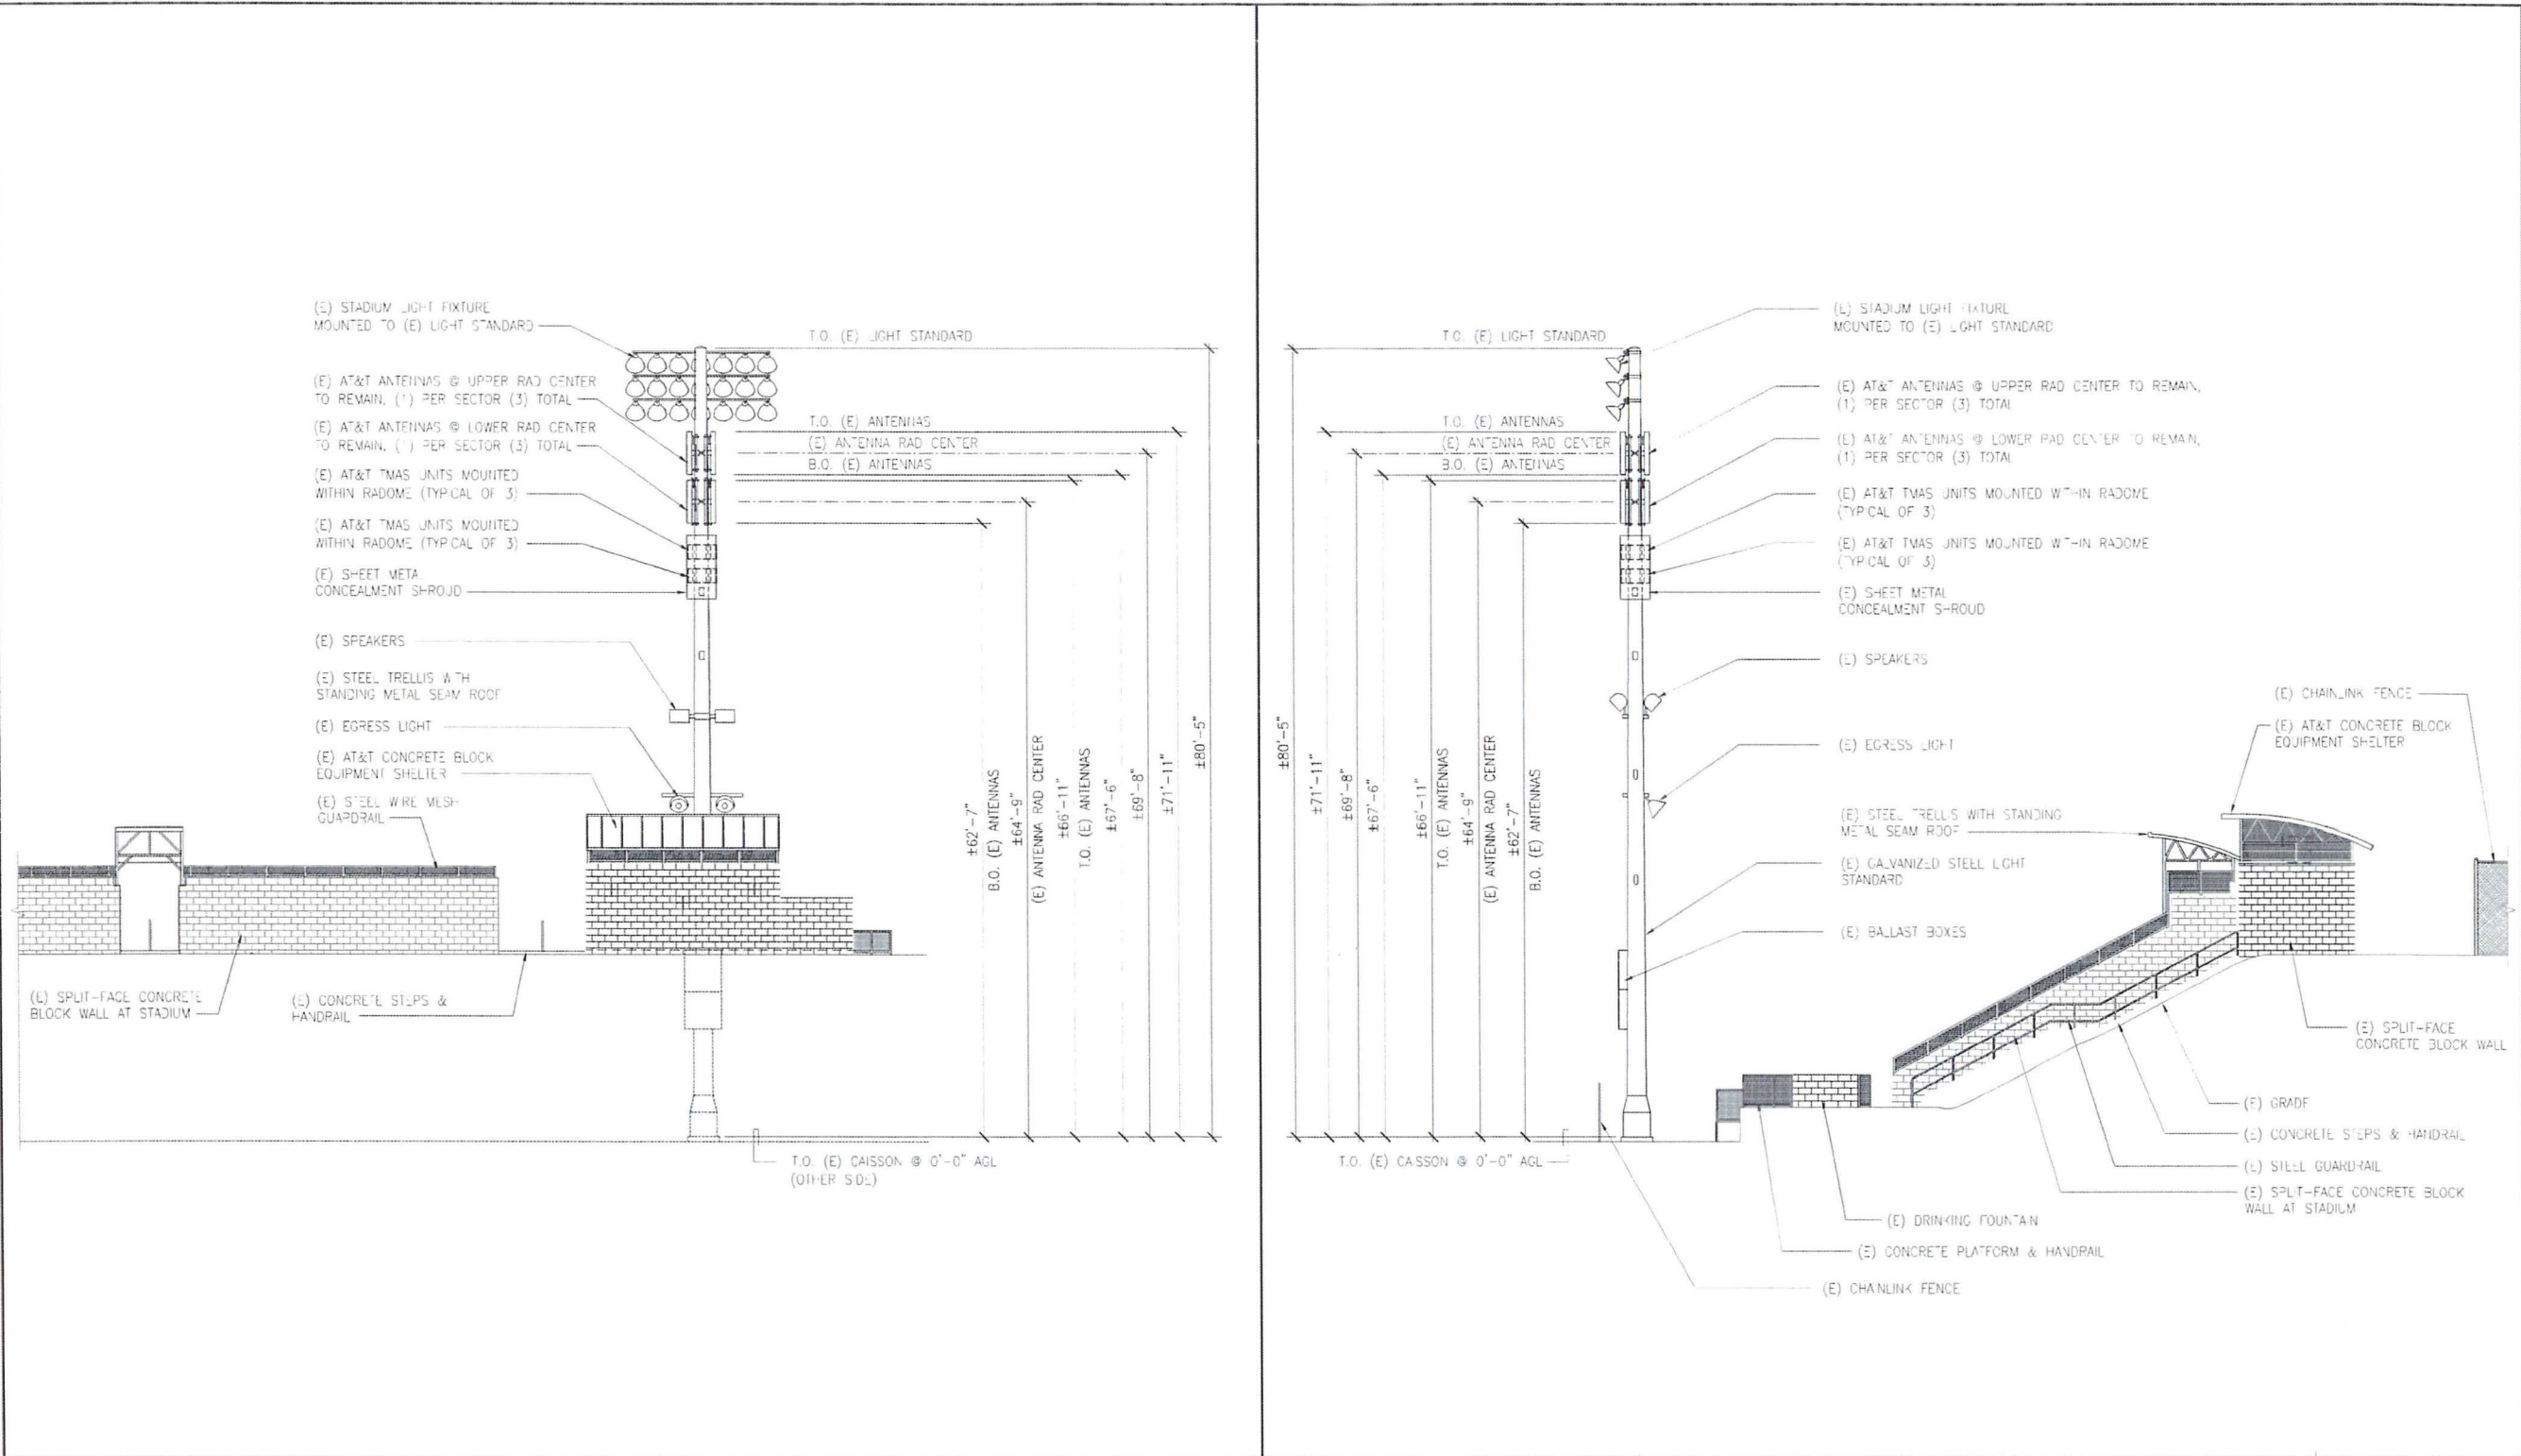 (E) STADIUM LIGHT FIXTURE
MOUNTED TO (E) LIGHT STANDARD
(E) AT&T ANTENNAS @ UPPER RAD CENTER
TO REMAIN, (1) PER SECTOR (3) TOTAL
(E) AT&T ANTENNAS @ LOWER RAD CENTER
TO REMAIN, (1) PER SECTOR (3) TOTAL
(E) AT&T TMAS UNITS MOUNTED
WITHIN RADOME (TYPICAL OF 3)
(E) AT&T TMAS UNITS MOUNTED
WITHIN RADOME (TYPICAL OF 3)
(E) SHEET METAL
CONCEALMENT SHROUD
(E) SPEAKERS
(E) STEEL TRELLIS WITH
STANDING METAL SEAM ROOF
(E) EGRESS LIGHT
(E) AT&T CONCRETE BLOCK
EQUIPMENT SHELTER
(E) STEEL WIRE MESH
GUARDRAIL
(E) SPLIT-FACE CONCRETE
BLOCK WALL AT STADIUM
(E) CONCRETE STEPS &
HANDRAIL
T.O. (E) LIGHT STANDARD
T.O. (E) ANTENNAS
(E) ANTENNA RAD CENTER
B.O. (E) ANTENNAS
±62'-7"
B.O. (E) ANTENNAS
±64'-9"
(E) ANTENNA RAD CENTER
±66'-11"
T.O. (E) ANTENNAS
±67'-6"
±69'-8"
±71'-11"
±80'-5"
T.O. (E) CAISSON @ 0'-0" AGL
(OTHER SIDE)
T.O. (E) LIGHT STANDARD
T.O. (E) ANTENNAS
(E) ANTENNA RAD CENTER
B.O. (E) ANTENNAS
±80'-5"
±71'-11"
±69'-8"
±67'-6"
±66'-11"
T.O. (E) ANTENNAS
±64'-9"
(E) ANTENNA RAD CENTER
±62'-7"
B.O. (E) ANTENNAS
T.O. (E) CAISSON @ 0'-0" AGL
(E) STADIUM LIGHT FIXTURE
MOUNTED TO (E) LIGHT STANDARD
(E) AT&T ANTENNAS @ UPPER RAD CENTER TO REMAIN,
(1) PER SECTOR (3) TOTAL
(E) AT&T ANTENNAS @ LOWER RAD CENTER TO REMAIN,
(1) PER SECTOR (3) TOTAL
(E) AT&T TMAS UNITS MOUNTED WITHIN RADOME
(TYPICAL OF 3)
(E) AT&T TMAS UNITS MOUNTED WITHIN RADOME
(TYPICAL OF 3)
(E) SHEET METAL
CONCEALMENT SHROUD
(E) SPEAKERS
(E) EGRESS LIGHT
(E) STEEL TRELLIS WITH STANDING
METAL SEAM ROOF
(E) GALVANIZED STEEL LIGHT
STANDARD
(E) BALLAST BOXES
(E) CHAINLINK FENCE
(E) AT&T CONCRETE BLOCK
EQUIPMENT SHELTER
(E) SPLIT-FACE
CONCRETE BLOCK WALL
(E) GRADE
(E) CONCRETE STEPS & HANDRAIL
(E) STEEL GUARDRAIL
(E) SPLIT-FACE CONCRETE BLOCK
WALL AT STADIUM
(E) DRINKING FOUNTAIN
(E) CONCRETE PLATFORM & HANDRAIL
(E) CHAINLINK FENCE